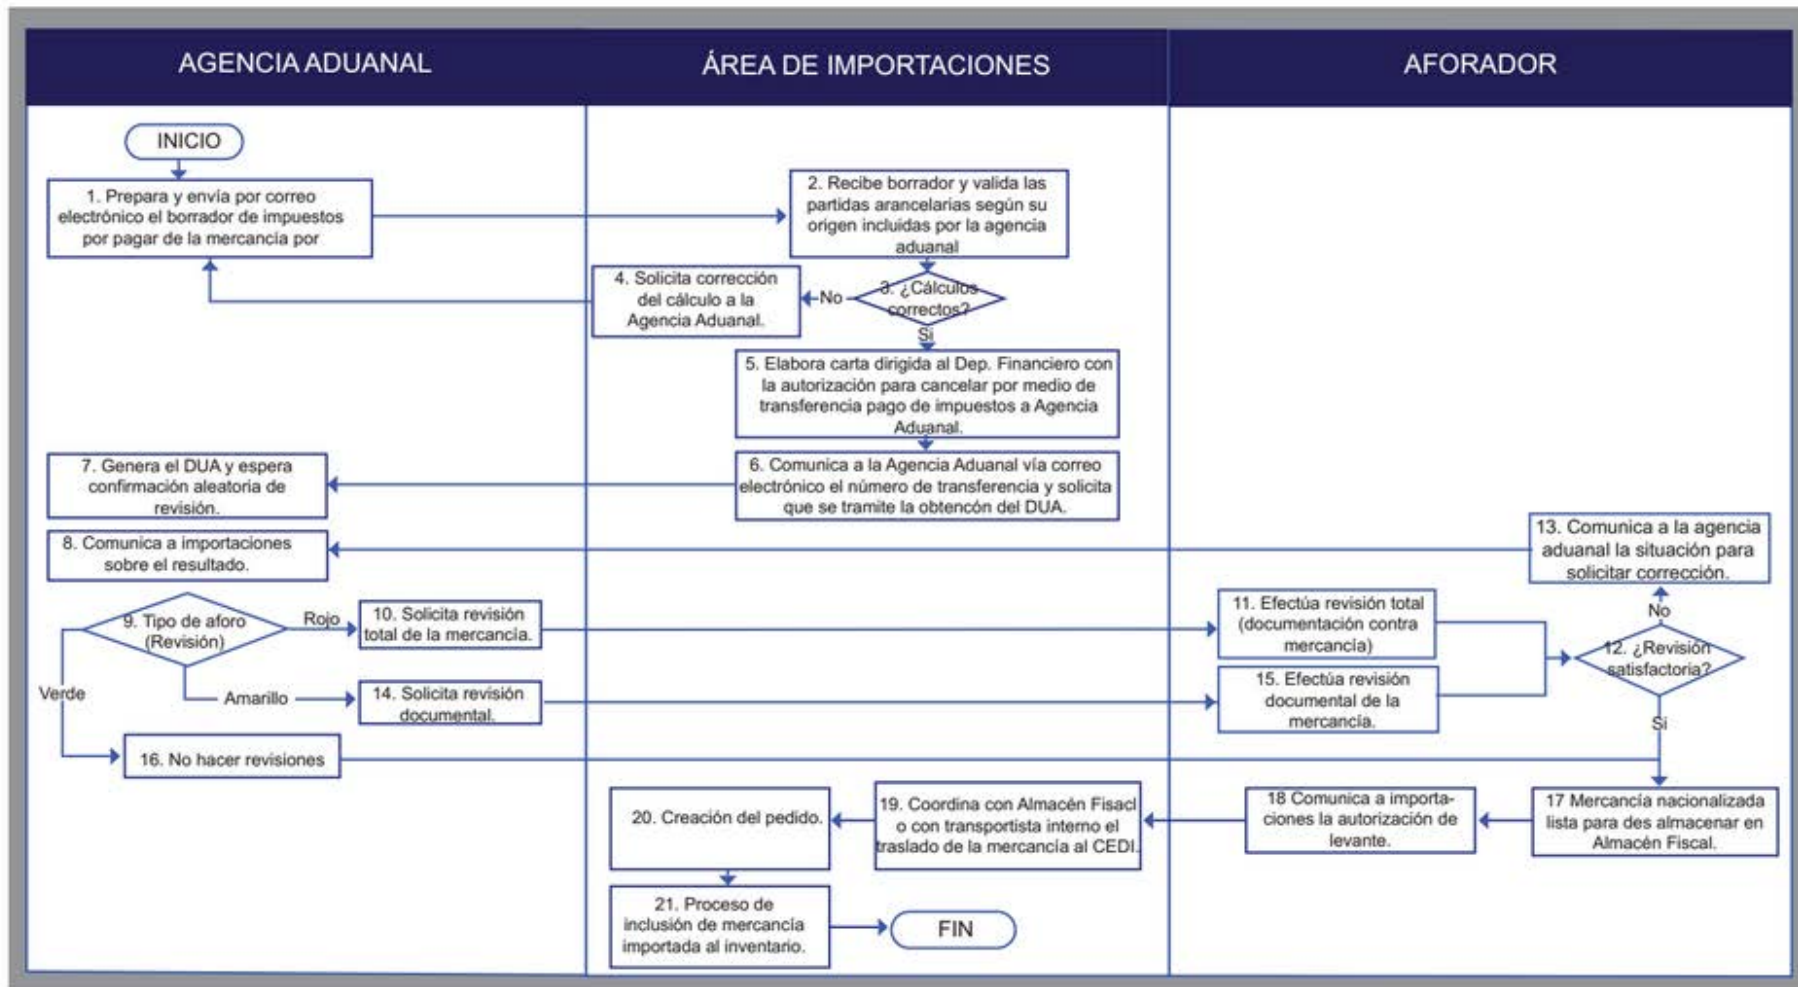 AGENCIA ADUANAL
ÁREA DE IMPORTACIONES
AFORADOR
INICIO
1. Prepara y envía por correo
electrónico el borrador de impuestos
por pagar de la mercancía por
2. Recibe borrador y valida las
partidas arancelarias según su
origen incluidas por la agencia
aduanal
3. ¿Cálculos
correctos?
No
4. Solicita corrección
del cálculo a la
Agencia Aduanal.
Si
5. Elabora carta dirigida al Dep. Financiero con
la autorización para cancelar por medio de
transferencia pago de impuestos a Agencia
Aduanal.
6. Comunica a la Agencia Aduanal vía correo
electrónico el número de transferencia y solicita
que se tramite la obtencón del DUA.
7. Genera el DUA y espera
confirmación aleatoria de
revisión.
8. Comunica a importaciones
sobre el resultado.
13. Comunica a la agencia
aduanal la situación para
solicitar corrección.
9. Tipo de aforo
(Revisión)
Rojo
10. Solicita revisión
total de la mercancía.
11. Efectúa revisión total
(documentación contra
mercancía)
No
12. ¿Revisión
satisfactoria?
Verde
Amarillo
14. Solicita revisión
documental.
15. Efectúa revisión
documental de la
mercancía.
Si
16. No hacer revisiones
17 Mercancía nacionalizada
lista para des almacenar en
Almacén Fiscal.
18 Comunica a importa-
ciones la autorización de
levante.
19. Coordina con Almacén Fisacl
o con transportista interno el
traslado de la mercancía al CEDI.
20. Creación del pedido.
21. Proceso de
inclusión de mercancía
importada al inventario.
FIN